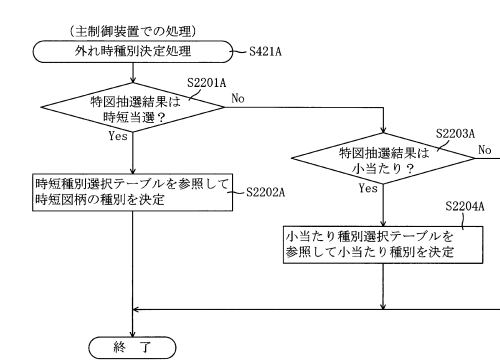 (主制御装置での処理)
外れ時種別決定処理
S421A
S2201A
特図抽選結果は
時短当選?
No
Yes
S2203A
特図抽選結果は
小当たり?
No
Yes
時短種別選択テーブルを参照して
時短図柄の種別を決定
S2202A
S2204A
小当たり種別選択テーブルを
参照して小当たり種別を決定
終 了